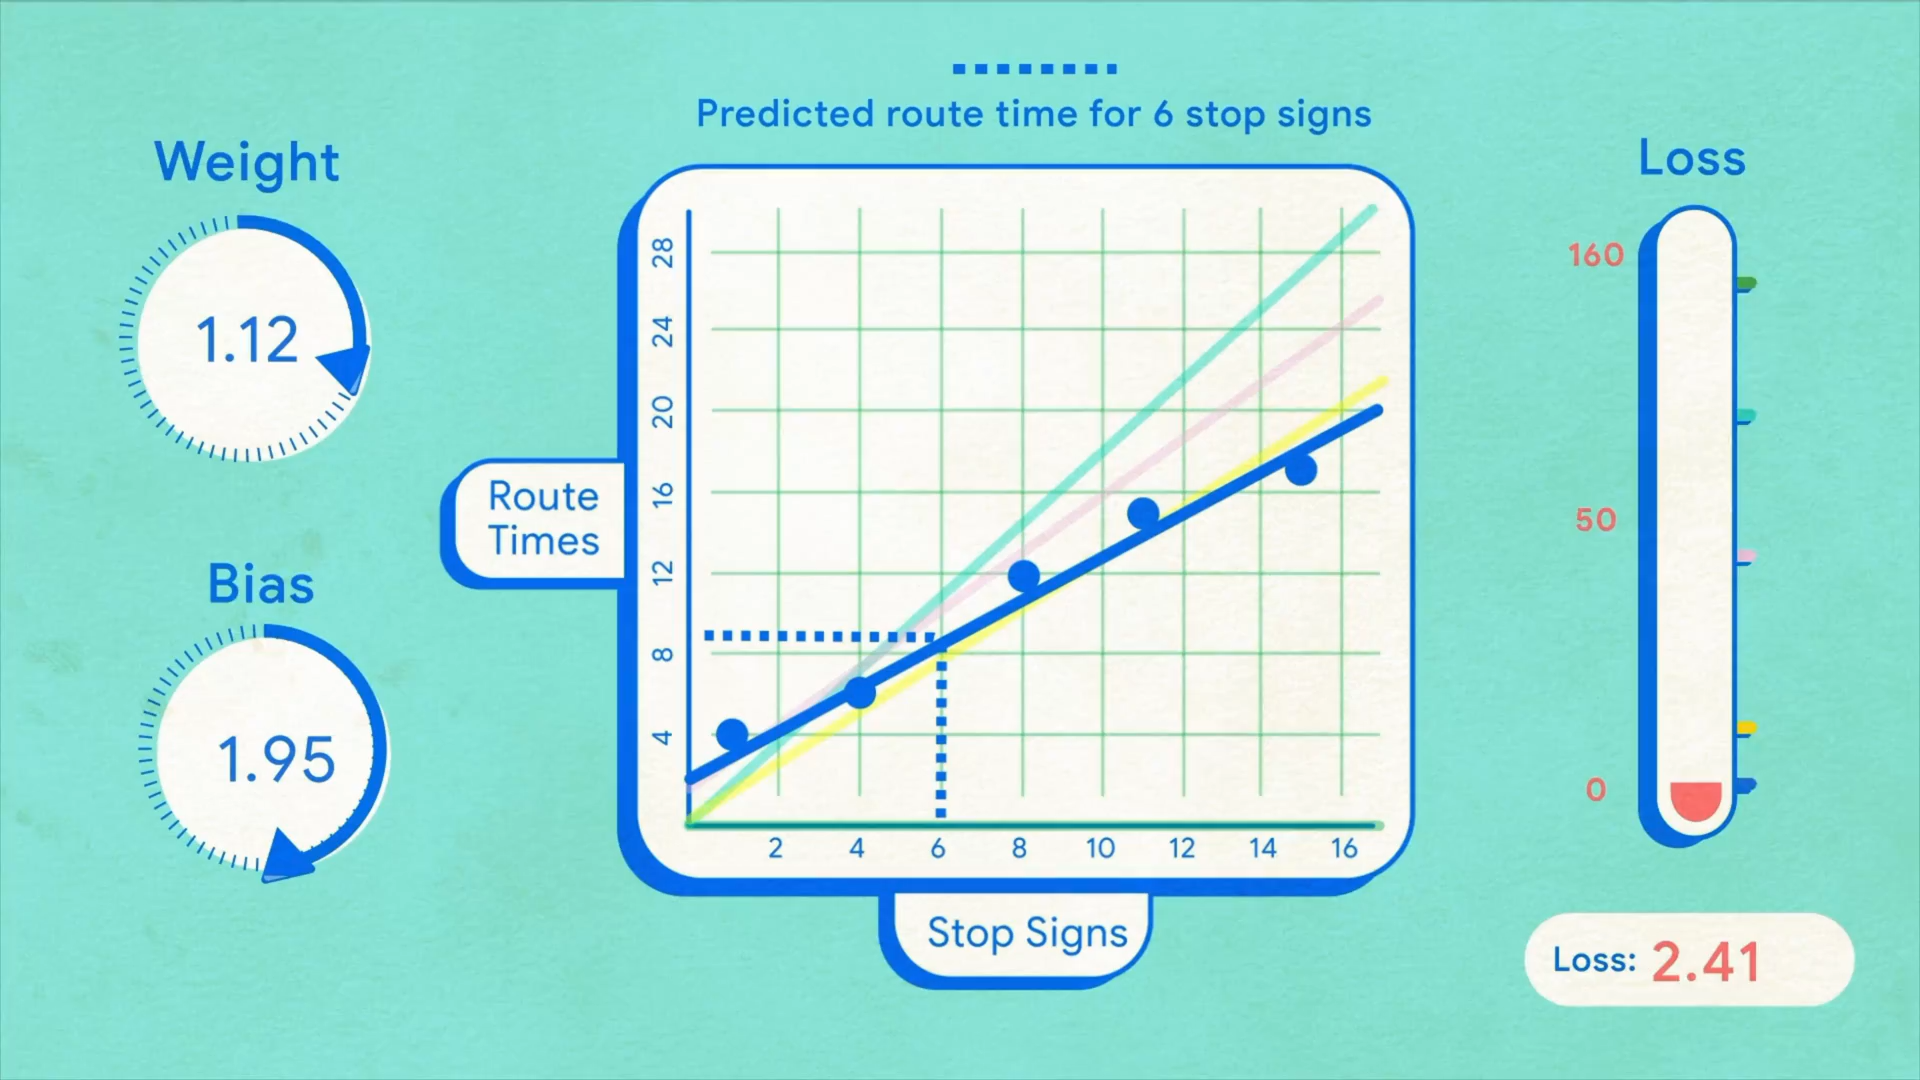 Predicted route time for 6 stop signs
Weight
1.12
Bias
1.95
Route
Times
28
24
20
16
12
8
4
2 4 6 8 10 12 14 16
Stop Signs
Loss
160
50
0
Loss: 2.41